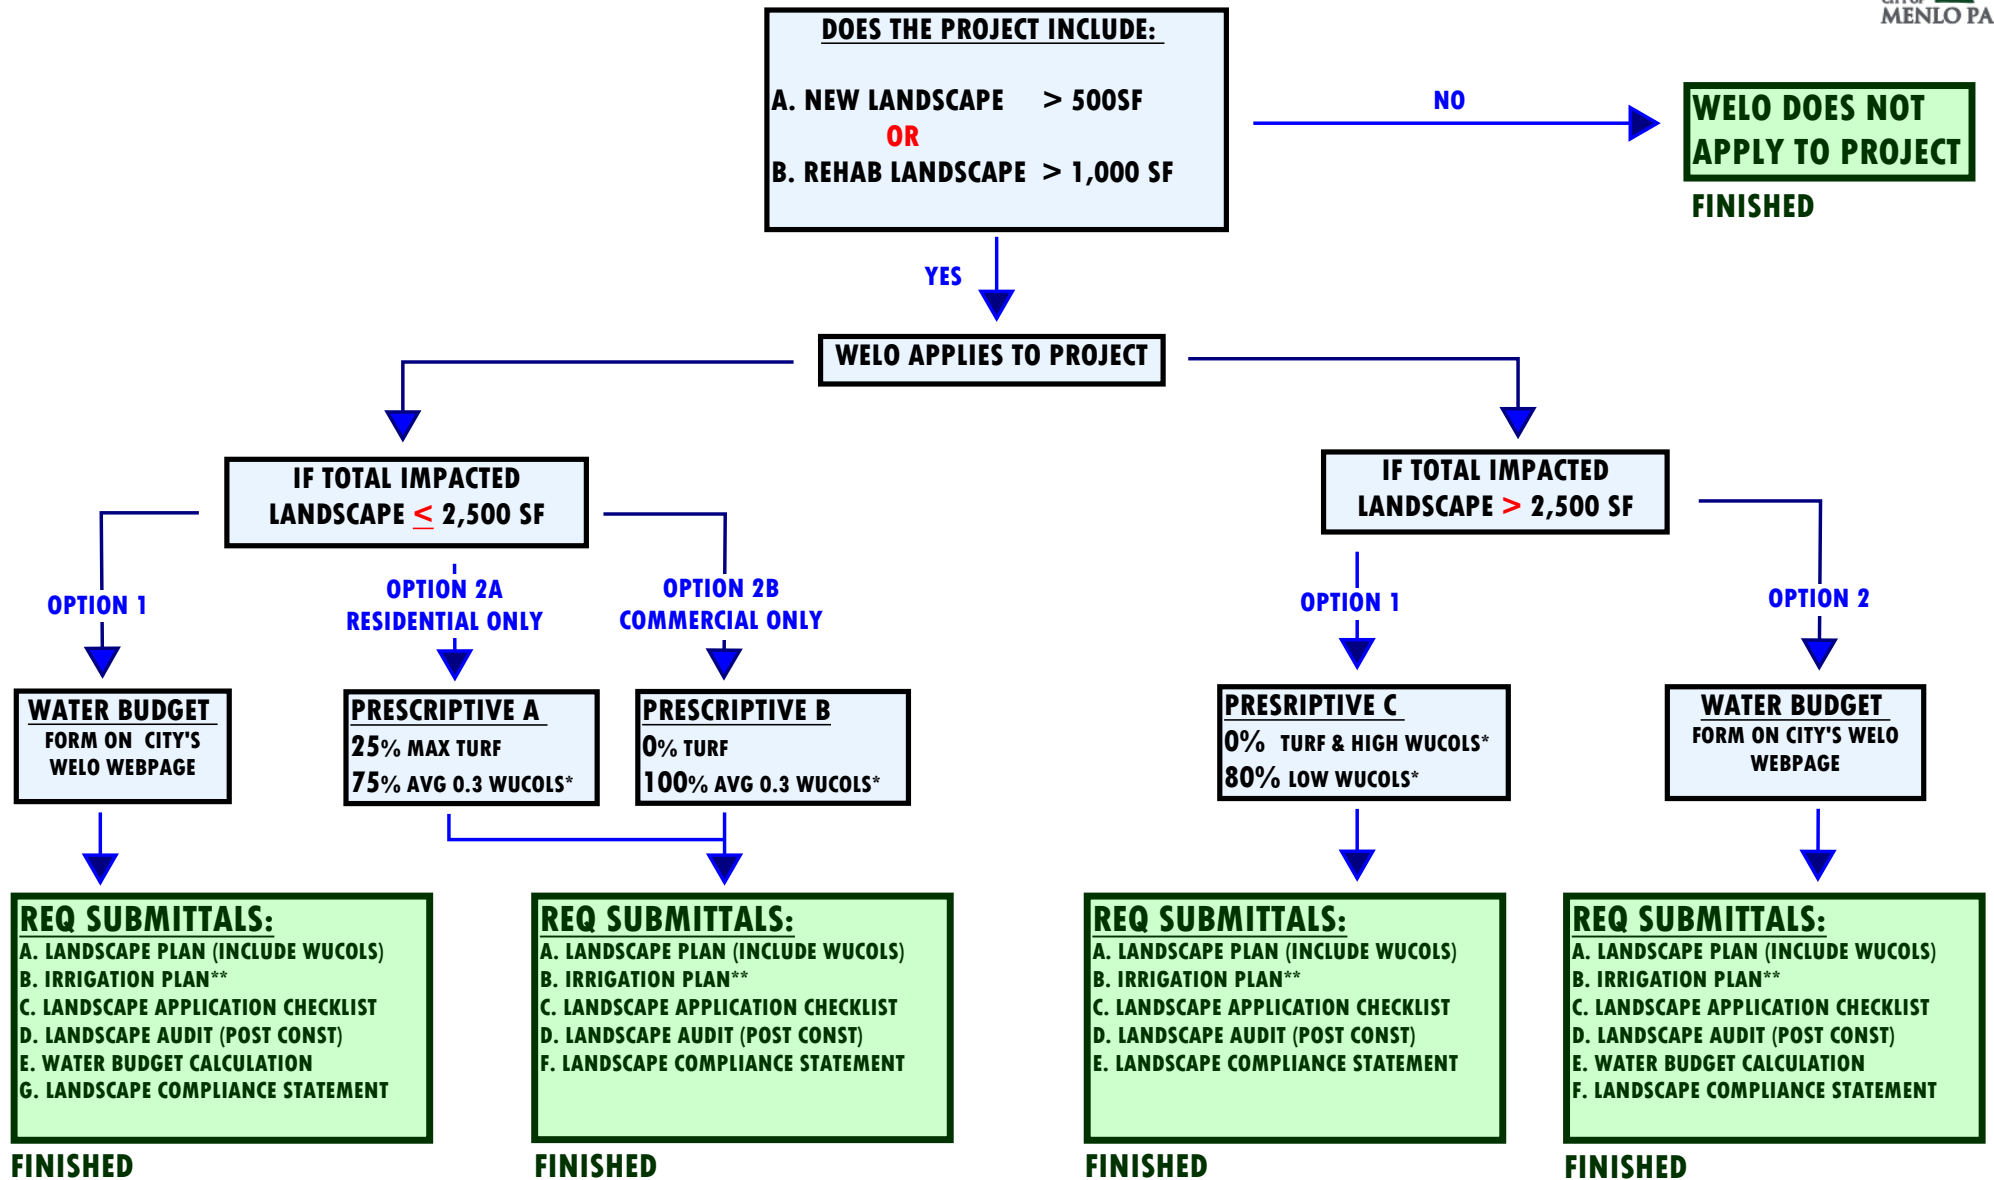 CITY OF
MENLO PA
DOES THE PROJECT INCLUDE:
A. NEW LANDSCAPE > 500SF
OR
B. REHAB LANDSCAPE > 1,000 SF
NO
WELO DOES NOT
APPLY TO PROJECT
FINISHED
YES
WELO APPLIES TO PROJECT
IF TOTAL IMPACTED
LANDSCAPE ≤ 2,500 SF
IF TOTAL IMPACTED
LANDSCAPE > 2,500 SF
OPTION 1
OPTION 2A
RESIDENTIAL ONLY
OPTION 2B
COMMERCIAL ONLY
OPTION 1
OPTION 2
WATER BUDGET
FORM ON CITY'S
WELO WEBPAGE
PRESCRIPTIVE A
25% MAX TURF
75% AVG 0.3 WUCOLS*
PRESCRIPTIVE B
0% TURF
100% AVG 0.3 WUCOLS*
PRESRIPTIVE C
0% TURF & HIGH WUCOLS*
80% LOW WUCOLS*
WATER BUDGET
FORM ON CITY'S WELO
WEBPAGE
REQ SUBMITTALS:
A. LANDSCAPE PLAN (INCLUDE WUCOLS)
B. IRRIGATION PLAN**
C. LANDSCAPE APPLICATION CHECKLIST
D. LANDSCAPE AUDIT (POST CONST)
E. WATER BUDGET CALCULATION
G. LANDSCAPE COMPLIANCE STATEMENT
FINISHED
REQ SUBMITTALS:
A. LANDSCAPE PLAN (INCLUDE WUCOLS)
B. IRRIGATION PLAN**
C. LANDSCAPE APPLICATION CHECKLIST
D. LANDSCAPE AUDIT (POST CONST)
F. LANDSCAPE COMPLIANCE STATEMENT
FINISHED
REQ SUBMITTALS:
A. LANDSCAPE PLAN (INCLUDE WUCOLS)
B. IRRIGATION PLAN**
C. LANDSCAPE APPLICATION CHECKLIST
D. LANDSCAPE AUDIT (POST CONST)
E. LANDSCAPE COMPLIANCE STATEMENT
FINISHED
REQ SUBMITTALS:
A. LANDSCAPE PLAN (INCLUDE WUCOLS)
B. IRRIGATION PLAN**
C. LANDSCAPE APPLICATION CHECKLIST
D. LANDSCAPE AUDIT (POST CONST)
E. WATER BUDGET CALCULATION
F. LANDSCAPE COMPLIANCE STATEMENT
FINISHED